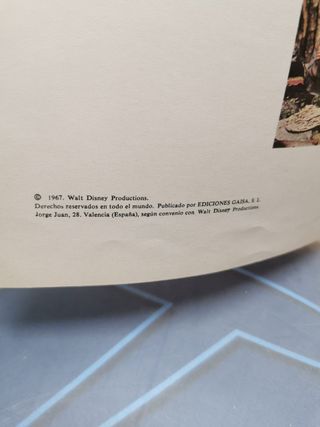 © 1967. Walt Disney Productions.
Derechos reservados en todo el mundo. Publicado por EDICIONES GAISA, S L
Jorge Juan, 28. Valencia (España), según convenio con Walt Disney Productions